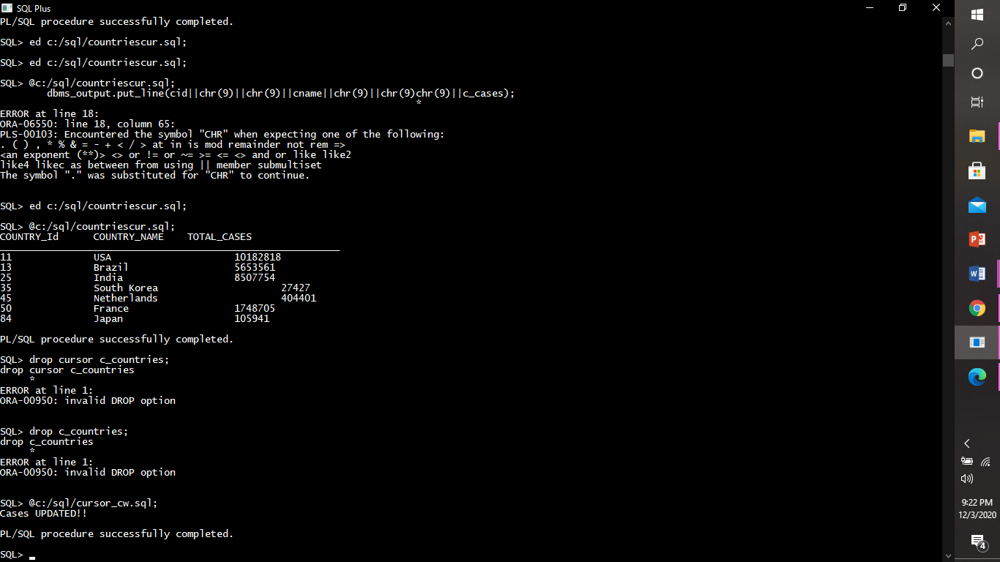 SQL Plus
PL/SQL procedure successfully completed.
SQL> ed c:/sql/countriescur.sql;
SQL> ed c:/sql/countriescur.sql;
SQL> @c:/sql/countriescur.sql;
dbms_output.put_line(cid||chr(9)||chr(9)||cname||chr(9)||chr(9)chr(9)||c_cases);
*
ERROR at line 18:
ORA-06550: line 18, column 65:
PLS-00103: Encountered the symbol "CHR" when expecting one of the following:
. ( ) , * % & = - + < / > at in is mod remainder not rem =>
<an exponent (**)> <> or != or ~= >= <= <> and or like like2
like4 likec as between from using || member submultiset
The symbol "." was substituted for "CHR" to continue.
SQL> ed c:/sql/countriescur.sql;
SQL> @c:/sql/countriescur.sql;
COUNTRY_Id COUNTRY_NAME TOTAL_CASES
__________________________________________________________
11 USA 10182818
13 Brazil 5653561
25 India 8507754
35 South Korea 27427
45 Netherlands 404401
50 France 1748705
84 Japan 105941
PL/SQL procedure successfully completed.
SQL> drop cursor c_countries;
drop cursor c_countries
*
ERROR at line 1:
ORA-00950: invalid DROP option
SQL> drop c_countries;
drop c_countries
*
ERROR at line 1:
ORA-00950: invalid DROP option
SQL> @c:/sql/cursor_cw.sql;
Cases UPDATED!!
PL/SQL procedure successfully completed.
SQL>
P
W
9:22 PM
12/3/2020
4